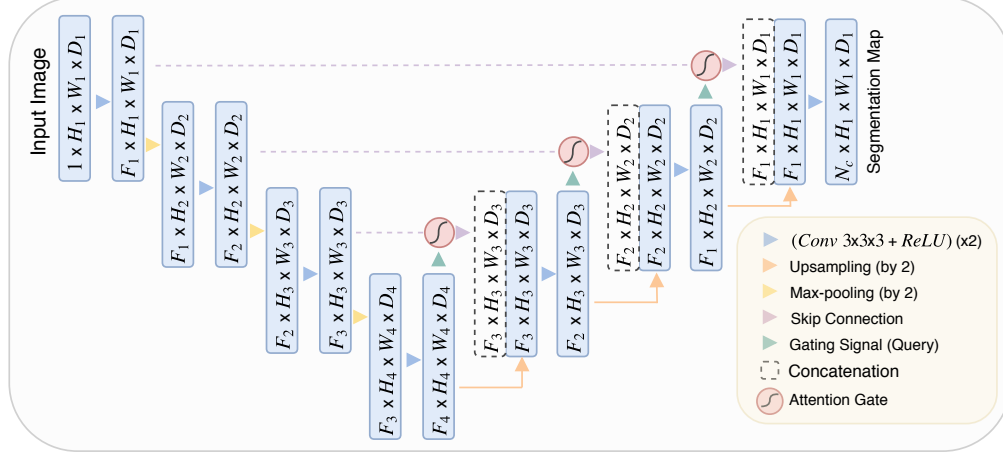 Input Image
1 x H₁ x W₁ x D₁
F₁ x H₁ x W₁ x D₁
F₁ x H₂ x W₂ x D₂
F₂ x H₂ x W₂ x D₂
F₂ x H₃ x W₃ x D₃
F₃ x H₃ x W₃ x D₃
F₃ x H₄ x W₄ x D₄
F₄ x H₄ x W₄ x D₄
F₃ x H₃ x W₃ x D₃
F₃ x H₃ x W₃ x D₃
F₂ x H₃ x W₃ x D₃
F₂ x H₂ x W₂ x D₂
F₂ x H₂ x W₂ x D₂
F₁ x H₂ x W₂ x D₂
F₁ x H₁ x W₁ x D₁
F₁ x H₁ x W₁ x D₁
N_c x H₁ x W₁ x D₁
Segmentation Map
(Conv 3x3x3 + ReLU) (x2)
Upsampling (by 2)
Max-pooling (by 2)
Skip Connection
Gating Signal (Query)
Concatenation
Attention Gate